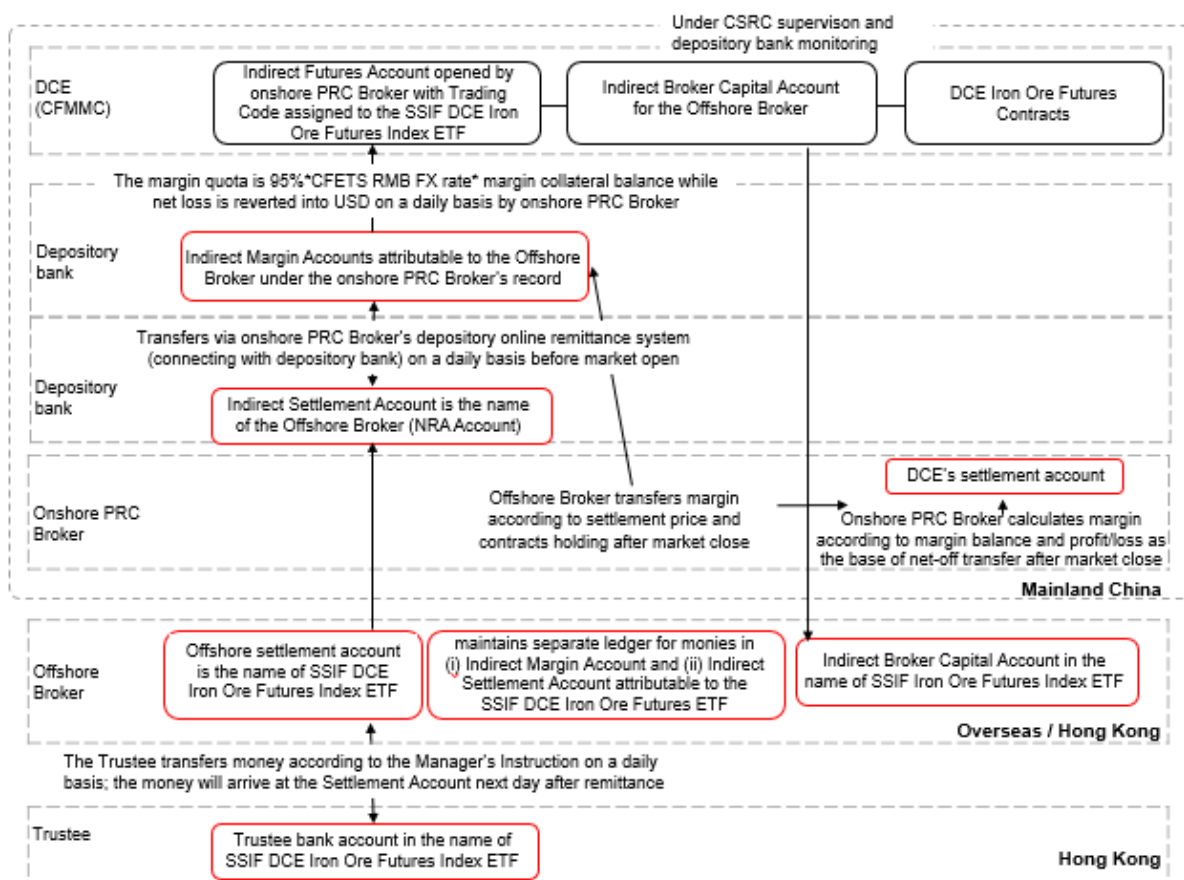 Under CSRC supervison and
depository bank monitoring
DCE
(CFMMC)
Indirect Futures Account opened by
onshore PRC Broker with Trading
Code assigned to the SSIF DCE Iron
Ore Futures Index ETF
Indirect Broker Capital Account
for the Offshore Broker
DCE Iron Ore Futures
Contracts
The margin quota is 95%*CFETS RMB FX rate* margin collateral balance while
net loss is reverted into USD on a daily basis by onshore PRC Broker
Depository
bank
Indirect Margin Accounts attributable to the Offshore
Broker under the onshore PRC Broker's record
Transfers via onshore PRC Broker's depository online remittance system
(connecting with depository bank) on a daily basis before market open
Depository
bank
Indirect Settlement Account is the name
of the Offshore Broker (NRA Account)
Onshore PRC
Broker
Offshore Broker transfers margin
according to settlement price and
contracts holding after market close
DCE's settlement account
Onshore PRC Broker calculates margin
according to margin balance and profit/loss as
the base of net-off transfer after market close
Mainland China
Offshore
Broker
Offshore settlement account
is the name of SSIF DCE
Iron Ore Futures Index ETF
maintains separate ledger for monies in
(i) Indirect Margin Account and (ii) Indirect
Settlement Account attributable to the
SSIF DCE Iron Ore Futures ETF
Indirect Broker Capital Account in the
name of SSIF Iron Ore Futures Index ETF
Overseas / Hong Kong
The Trustee transfers money according to the Manager's Instruction on a daily
basis; the money will arrive at the Settlement Account next day after remittance
Trustee
Trustee bank account in the name of
SSIF DCE Iron Ore Futures Index ETF
Hong Kong